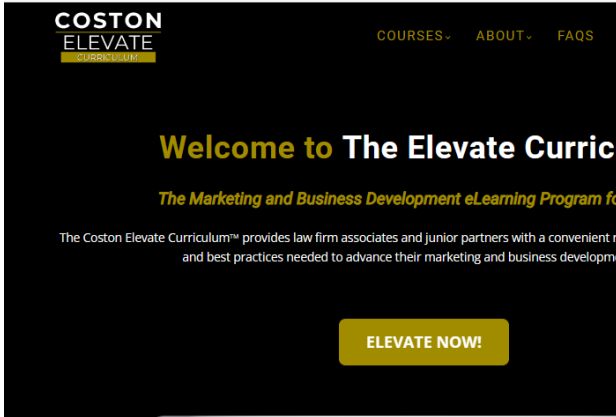 COSTON
ELEVATE
CURRICULUM
COURSES ABOUT FAQS
Welcome to The Elevate Curric
The Marketing and Business Development eLearning Program fo
The Coston Elevate Curriculum™ provides law firm associates and junior partners with a convenient
and best practices needed to advance their marketing and business developme
ELEVATE NOW!